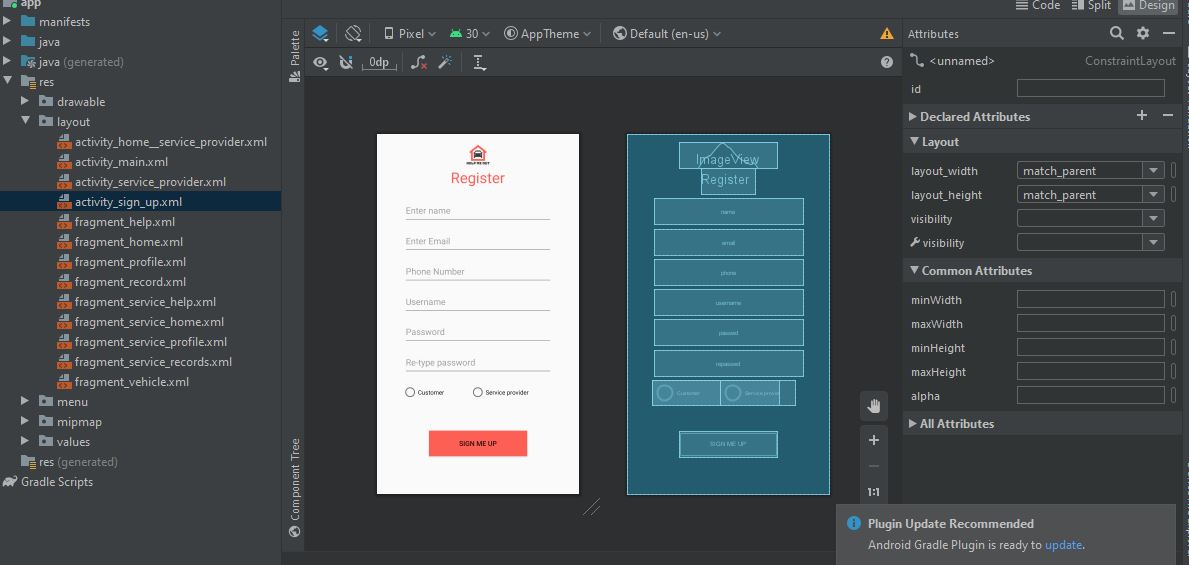 app
manifests
java
java (generated)
res
drawable
layout
activity_home__service_provider.xml
activity_main.xml
activity_service_provider.xml
activity_sign_up.xml
fragment_help.xml
fragment_home.xml
fragment_profile.xml
fragment_record.xml
fragment_service_help.xml
fragment_service_home.xml
fragment_service_profile.xml
fragment_service_records.xml
fragment_vehicle.xml
menu
mipmap
values
res (generated)
Gradle Scripts
Palette
Component Tree
Code Split Design
Pixel 30 AppTheme Default (en-us)
0dp
HELP ME OUT
Register
Enter name
Enter Email
Phone Number
Username
Password
Re-type password
Customer Service provider
SIGN ME UP
ImageView
Register
name
email
phone
username
passwd
repasswd
Customer Service provider
SIGN ME UP
1:1
Attributes
<unnamed> ConstraintLayout
id
Declared Attributes
Layout
layout_width match_parent
layout_height match_parent
visibility
visibility
Common Attributes
minWidth
maxWidth
minHeight
maxHeight
alpha
All Attributes
Plugin Update Recommended
Android Gradle Plugin is ready to update.